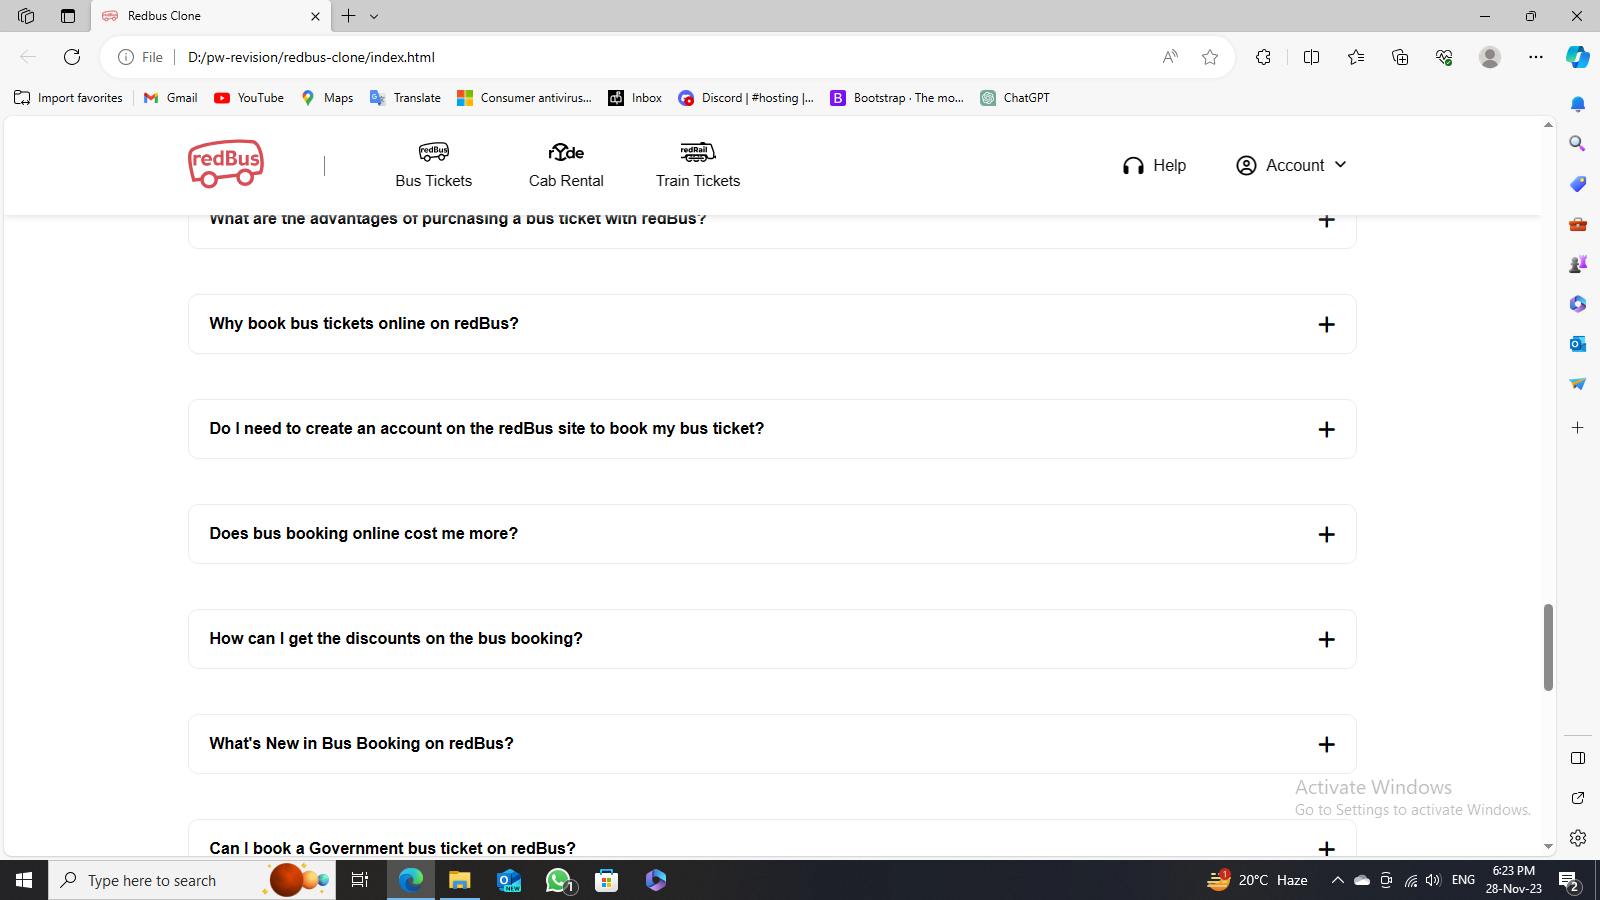 Redbus Clone
File
D:/pw-revision/redbus-clone/index.html
Import favorites
Gmail
YouTube
Maps
Translate
Consumer antivirus...
Inbox
Discord | #hosting |...
B
Bootstrap · The mo...
ChatGPT
redBus
redBus
Bus Tickets
rYde
Cab Rental
redRail
Train Tickets
Help
Account
What are the advantages of purchasing a bus ticket with redBus?
Why book bus tickets online on redBus?
Do I need to create an account on the redBus site to book my bus ticket?
Does bus booking online cost me more?
How can I get the discounts on the bus booking?
What's New in Bus Booking on redBus?
Can I book a Government bus ticket on redBus?
Activate Windows
Go to Settings to activate Windows.
Type here to search
NEW
1
1
20°C Haze
ENG
6:23 PM
28-Nov-23
2